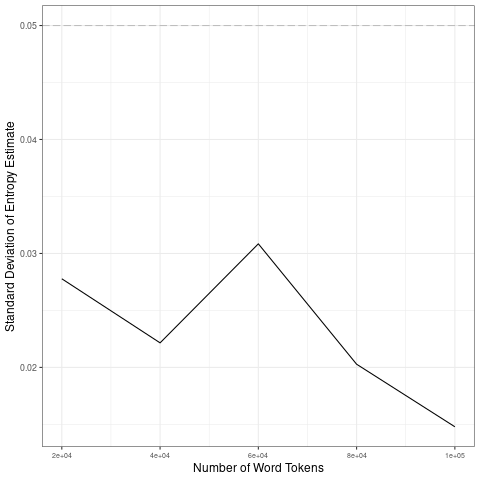 Standard Deviation of Entropy Estimate
0.05
0.04
0.03
0.02
2e+04 4e+04 6e+04 8e+04 1e+05
Number of Word Tokens